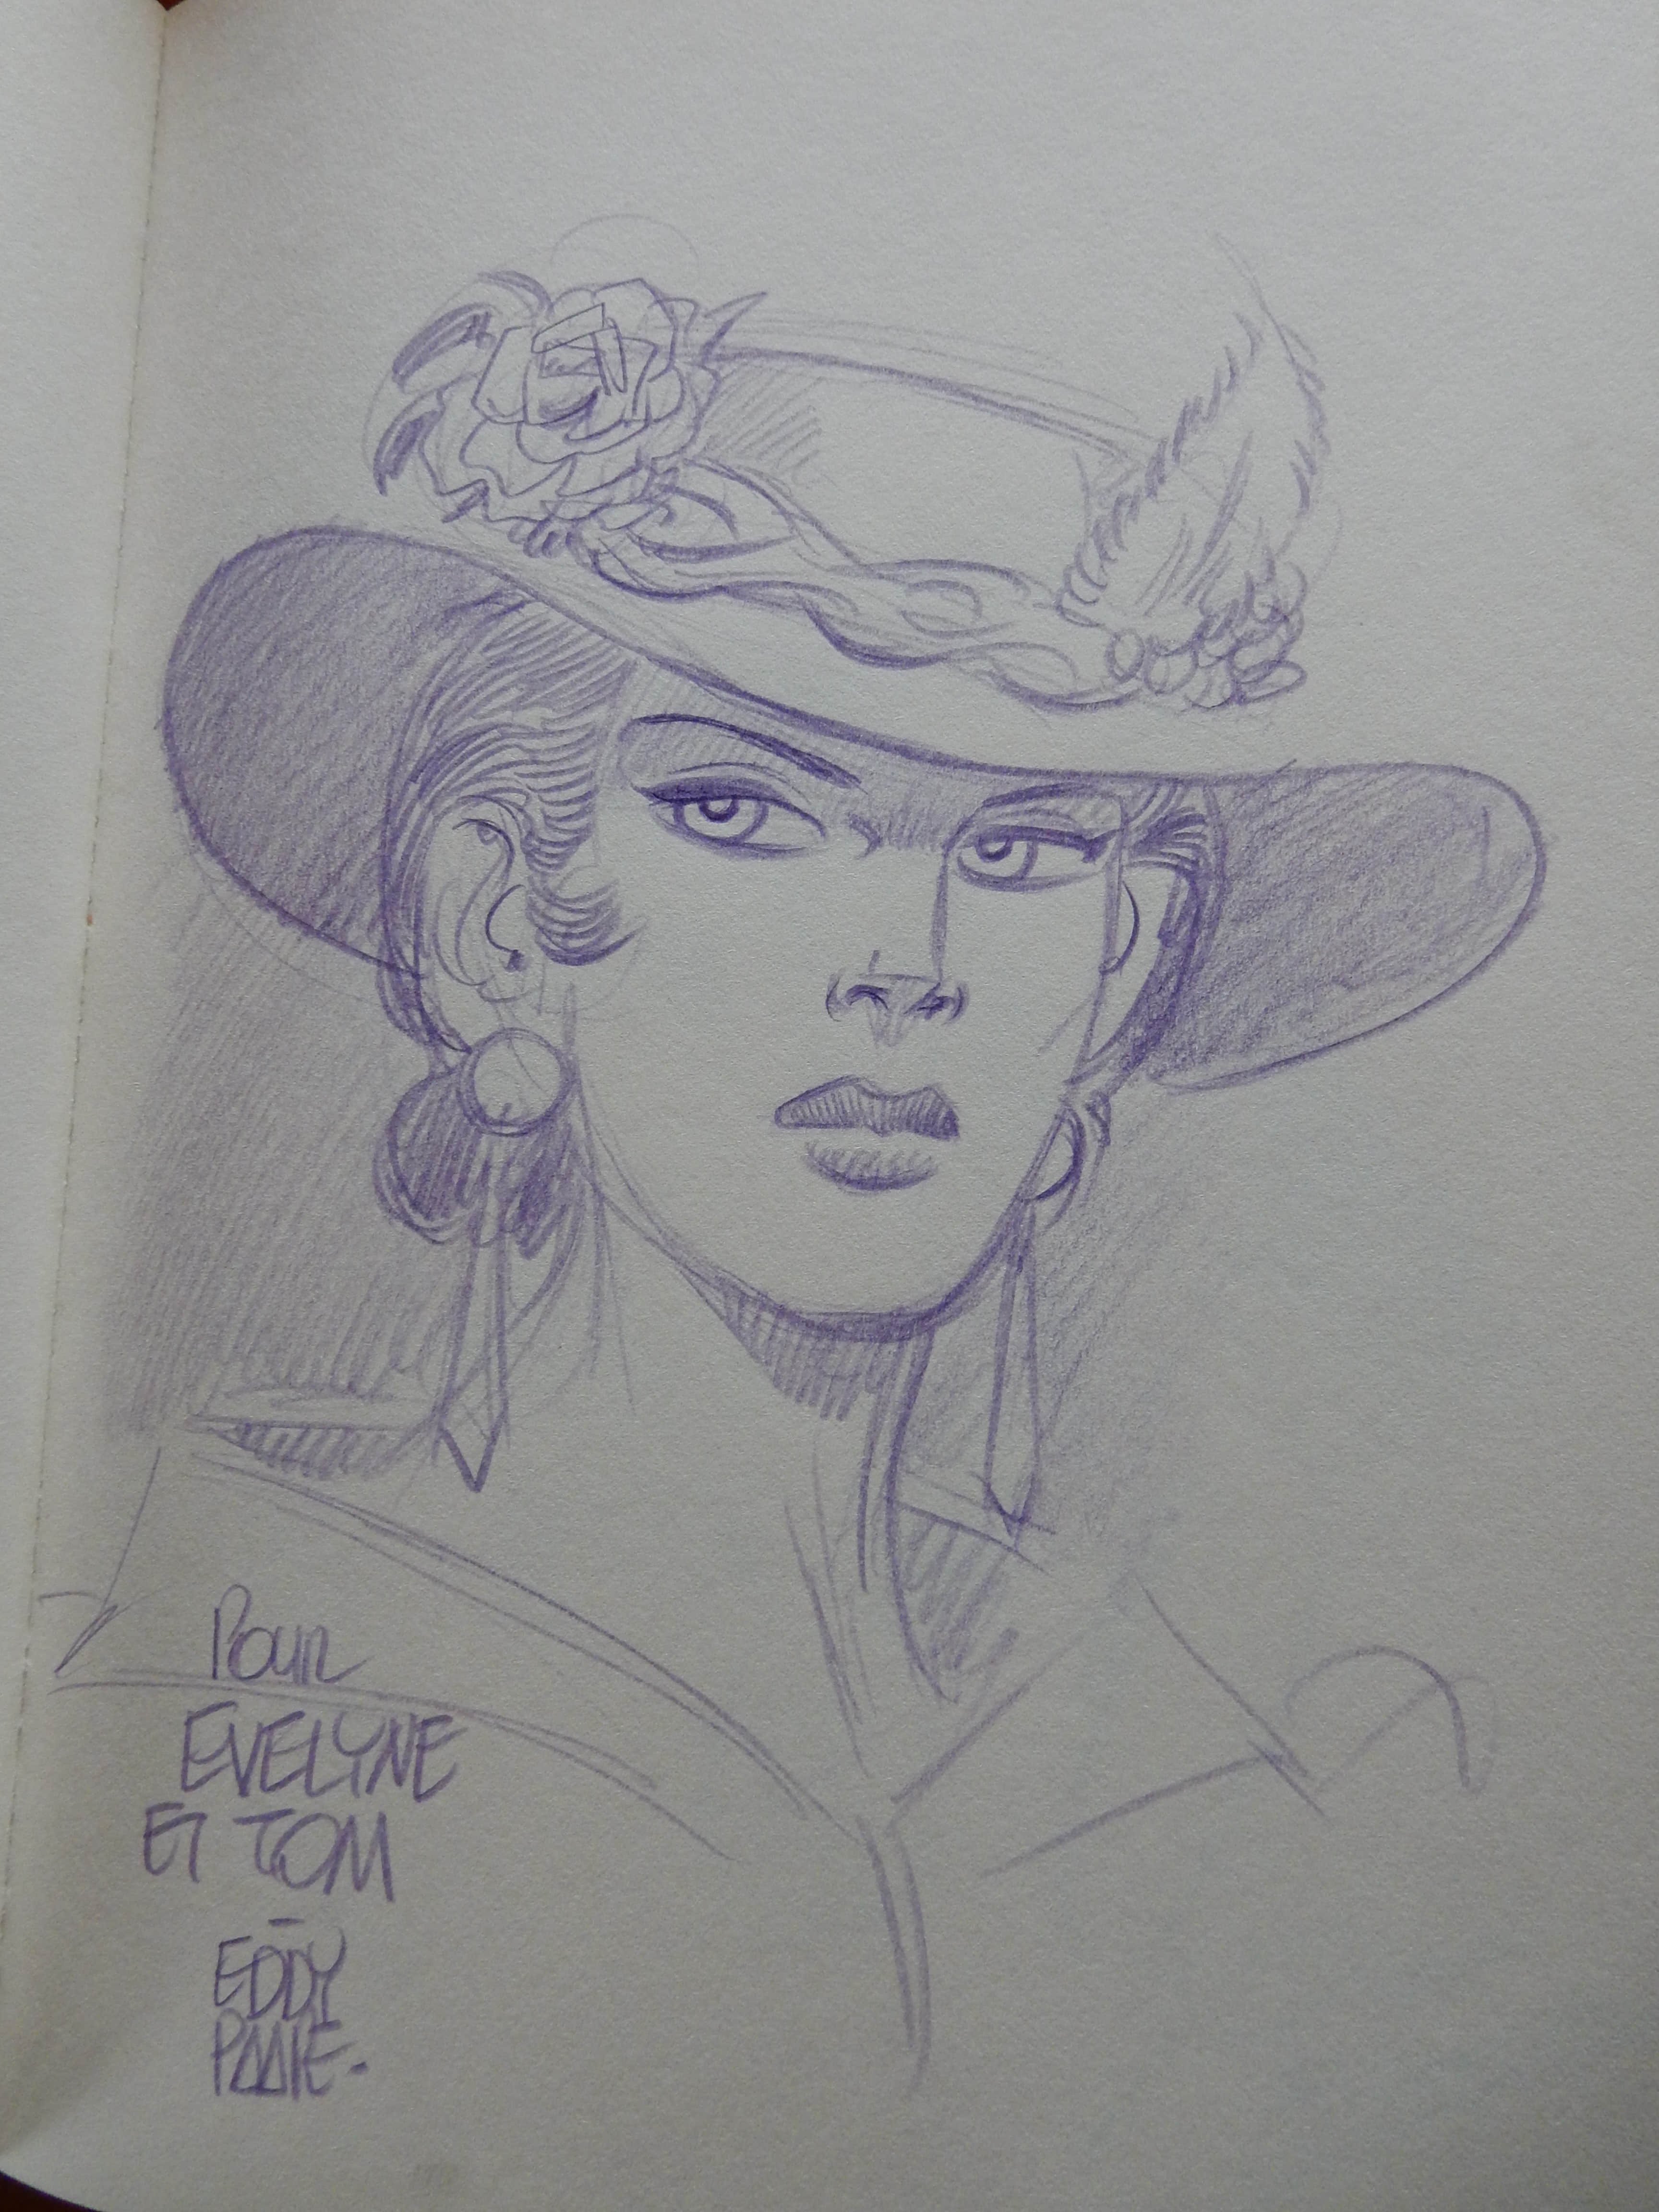 Pour
EVELYNE
ET TOM
-
EDDY
PAAPE.